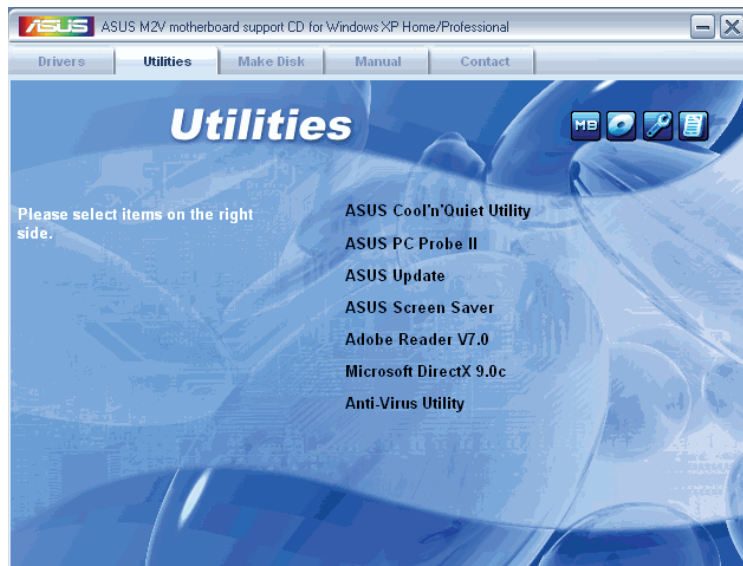 ASUS ASUS M2V motherboard support CD for Windows XP Home/Professional
Drivers Utilities Make Disk Manual Contact
Utilities
MB
Please select items on the right
side.
ASUS Cool'n'Quiet Utility
ASUS PC Probe II
ASUS Update
ASUS Screen Saver
Adobe Reader V7.0
Microsoft DirectX 9.0c
Anti-Virus Utility